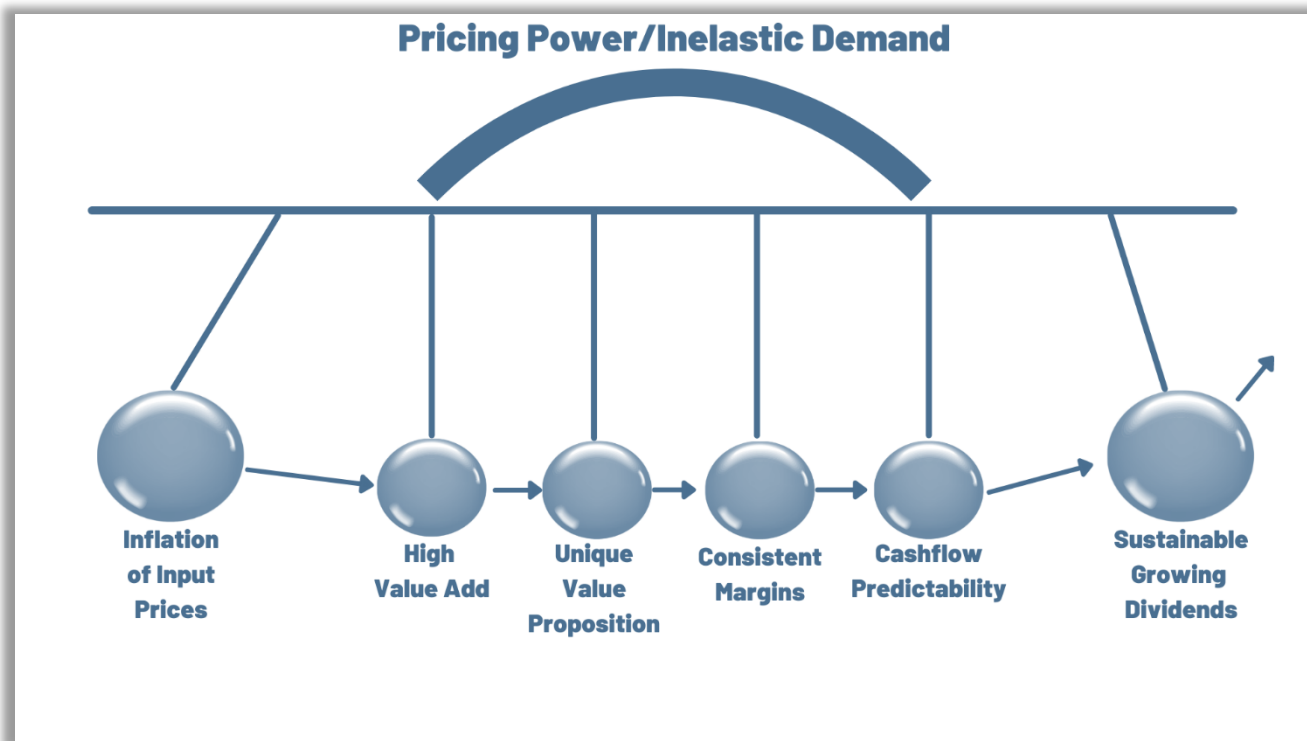 Pricing Power/Inelastic Demand
Inflation
of Input
Prices
High
Value Add
Unique
Value
Proposition
Consistent
Margins
Cashflow
Predictability
Sustainable
Growing
Dividends